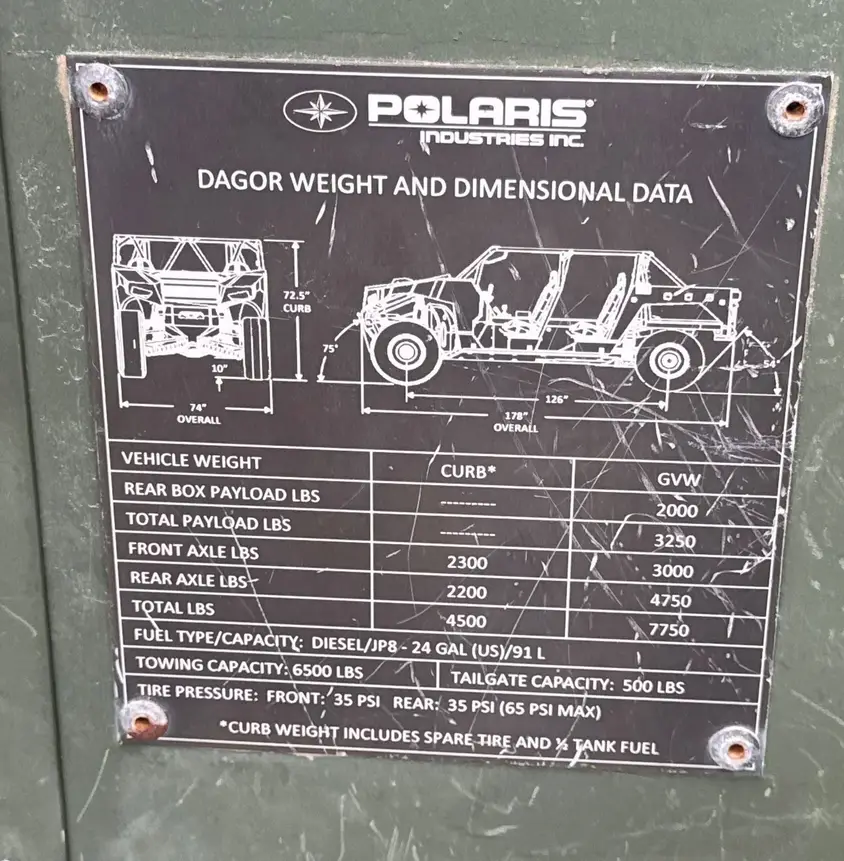 POLARIS®
INDUSTRIES INC.
DAGOR WEIGHT AND DIMENSIONAL DATA
72.5"
CURB
10"
74"
OVERALL
75°
54°
126"
178"
OVERALL
VEHICLE WEIGHT CURB* GVW
REAR BOX PAYLOAD LBS --------- 2000
TOTAL PAYLOAD LBS --------- 3250
FRONT AXLE LBS 2300 3000
REAR AXLE LBS 2200 4750
TOTAL LBS 4500 7750
FUEL TYPE/CAPACITY: DIESEL/JP8 - 24 GAL (US)/91 L
TOWING CAPACITY: 6500 LBS TAILGATE CAPACITY: 500 LBS
TIRE PRESSURE: FRONT: 35 PSI REAR: 35 PSI (65 PSI MAX)
*CURB WEIGHT INCLUDES SPARE TIRE AND ½ TANK FUEL